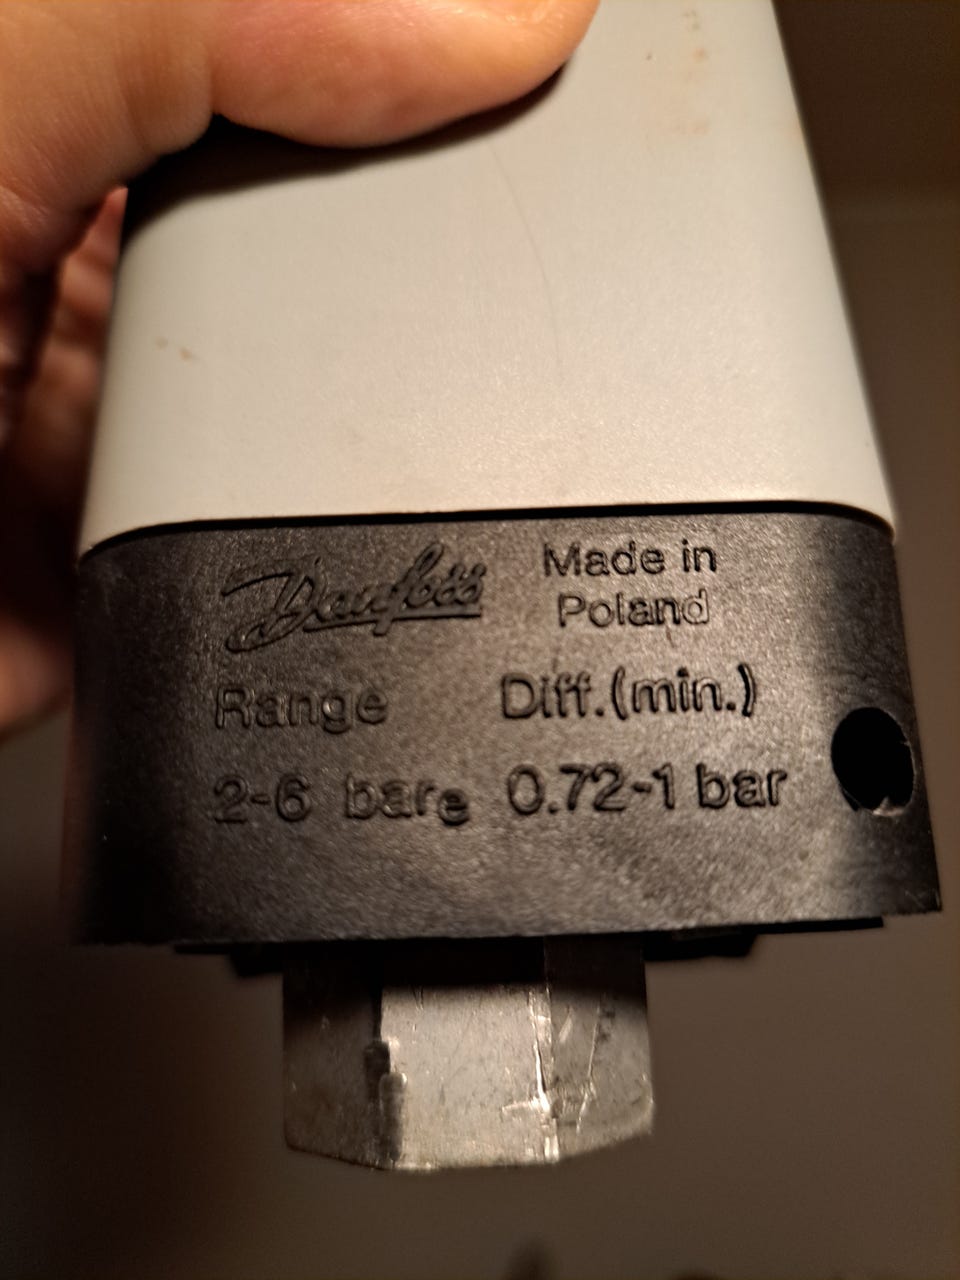 Danfoss
Made in
Poland
Range Diff.(min.)
2-6 bare 0.72-1 bar